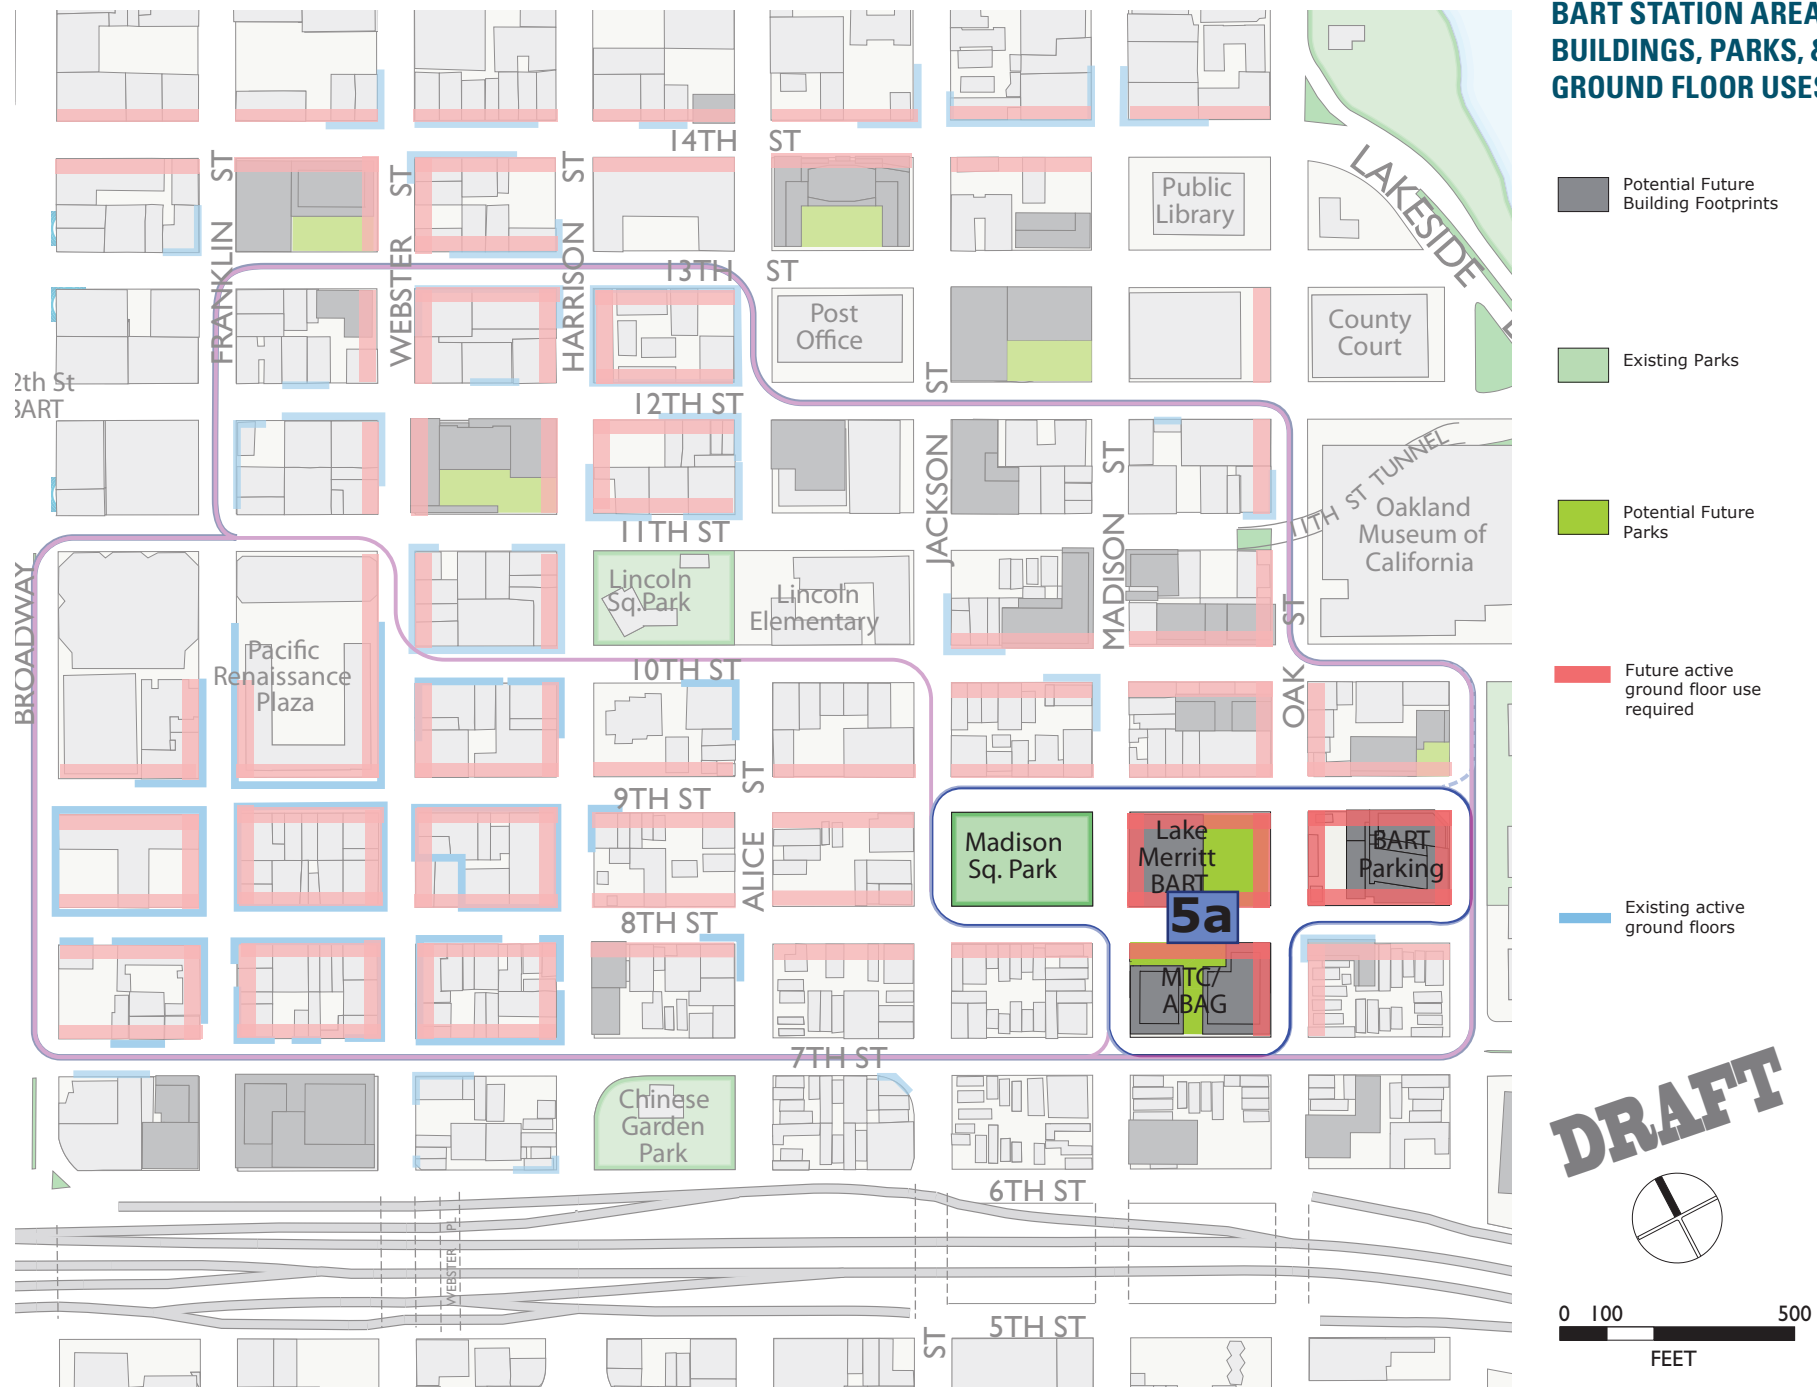 BART STATION AREA
BUILDINGS, PARKS, &
GROUND FLOOR USES
Potential Future
Building Footprints
Existing Parks
Potential Future
Parks
Future active
ground floor use
required
Existing active
ground floors
DRAFT
0 100 500
FEET
14TH ST
13TH ST
12TH ST
11TH ST
10TH ST
9TH ST
8TH ST
7TH ST
6TH ST
5TH ST
BROADWAY
FRANKLIN ST
WEBSTER ST
HARRISON ST
ALICE ST
JACKSON ST
MADISON ST
OAK ST
LAKESIDE
11TH ST TUNNEL
WEBSTER PL
ST
2th St
BART
Public
Library
Post
Office
County
Court
Oakland
Museum of
California
Lincoln
Sq. Park
Lincoln
Elementary
Pacific
Renaissance
Plaza
Madison
Sq. Park
Lake
Merritt
BART
BART
Parking
5a
MTC/
ABAG
Chinese
Garden
Park